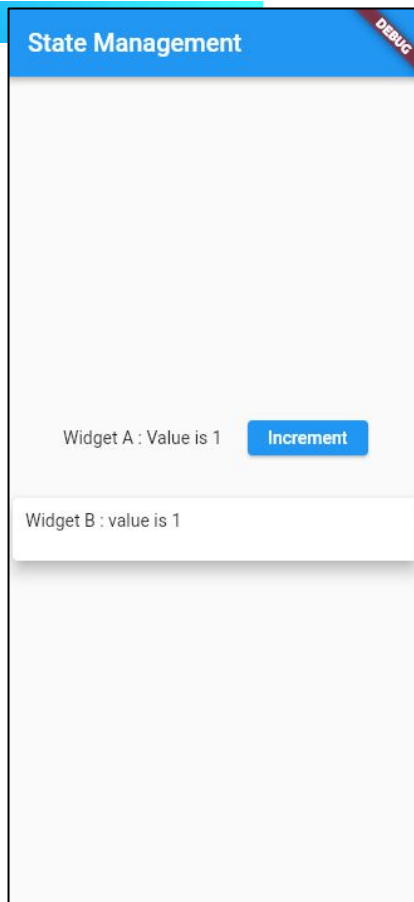 State Management
DEBUG
Widget A : Value is 1 Increment
Widget B : value is 1